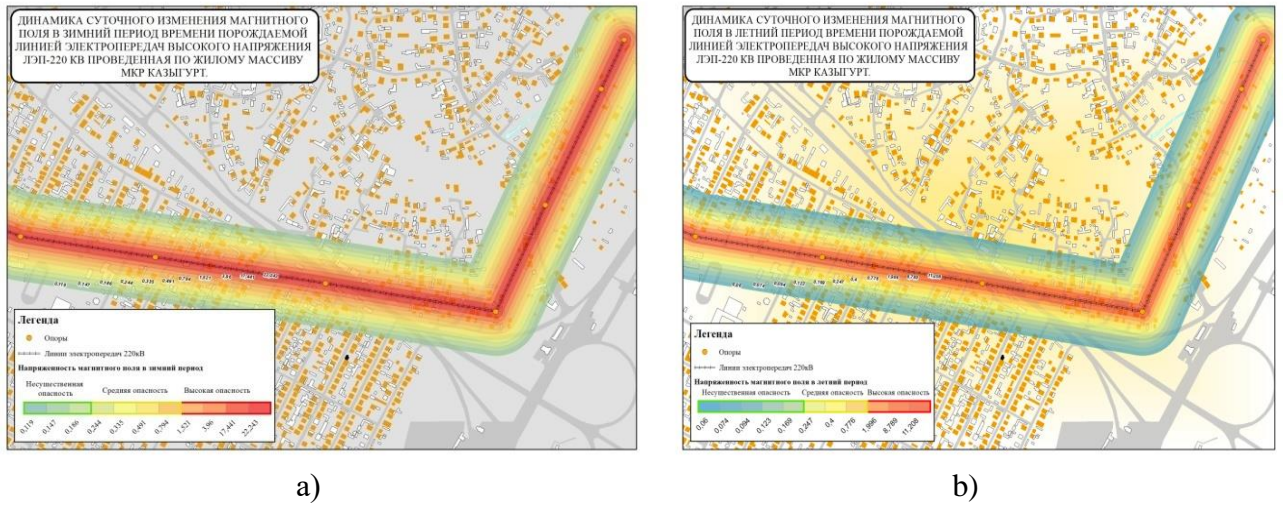 ДИНАМИКА СУТОЧНОГО ИЗМЕНЕНИЯ МАГНИТНОГО
ПОЛЯ В ЗИМНИЙ ПЕРИОД ВРЕМЕНИ ПОРОЖДАЕМОЙ
ЛИНИЕЙ ЭЛЕКТРОПЕРЕДАЧ ВЫСОКОГО НАПРЯЖЕНИЯ
ЛЭП-220 КВ ПРОВЕДЕННАЯ ПО ЖИЛОМУ МАССИВУ
МКР КАЗЫГУРТ.
Легенда
Опоры
Линии электропередач 220кВ
Напряженность магнитного поля в зимний период
Несущественная
опасность
Средняя опасность
Высокая опасность
0,119
0,147
0,186
0,244
0,335
0,491
0,794
1,521
3,96
17,441
22,243
a)
ДИНАМИКА СУТОЧНОГО ИЗМЕНЕНИЯ МАГНИТНОГО
ПОЛЯ В ЛЕТНИЙ ПЕРИОД ВРЕМЕНИ ПОРОЖДАЕМОЙ
ЛИНИЕЙ ЭЛЕКТРОПЕРЕДАЧ ВЫСОКОГО НАПРЯЖЕНИЯ
ЛЭП-220 КВ ПРОВЕДЕННАЯ ПО ЖИЛОМУ МАССИВУ
МКР КАЗЫГУРТ.
Легенда
Опоры
Линии электропередач 220кВ
Напряженность магнитного поля в летний период
Несущественная опасность
Средняя опасность
Высокая опасность
0,06
0,074
0,094
0,123
0,169
0,247
0,4
0,776
1,996
8,789
11,208
b)